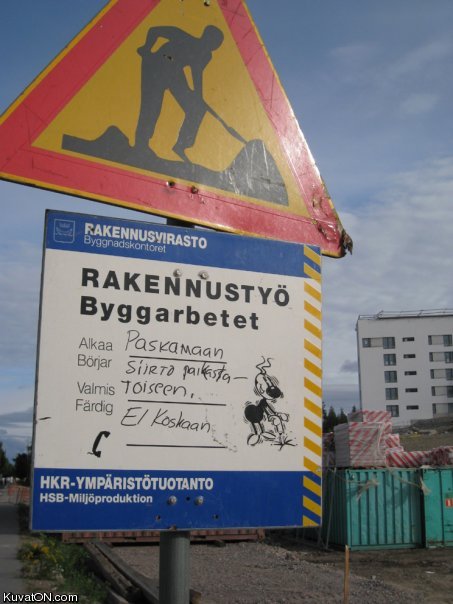 RAKENNUSVIRASTO
Byggnadskontoret
RAKENNUSTYÖ
Byggarbetet
Alkaa Paskamaan
Börjar siirto paikasta-
Valmis toiseen.
Färdig EI Koskaan
HKR-YMPÄRISTÖTUOTANTO
HSB-Miljöproduktion
KuvatON.com